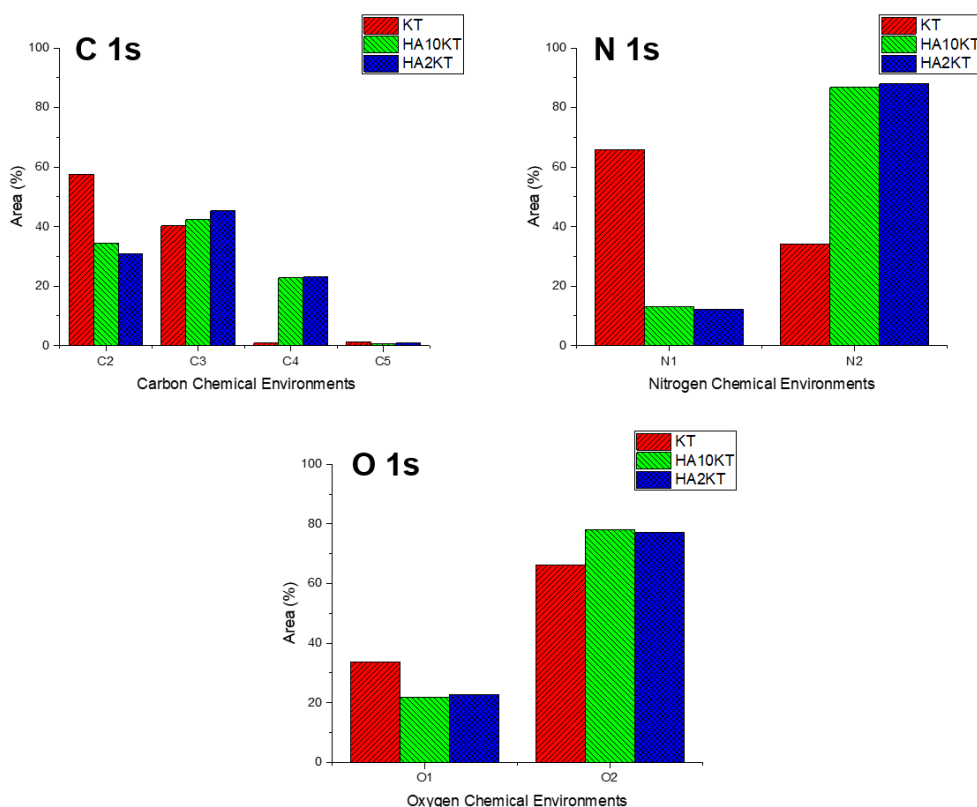 C 1s
KT
HA10KT
HA2KT
100
80
60
40
20
0
Area (%)
C2 C3 C4 C5
Carbon Chemical Environments
N 1s
KT
HA10KT
HA2KT
100
80
60
40
20
0
Area (%)
N1 N2
Nitrogen Chemical Environments
O 1s
KT
HA10KT
HA2KT
100
80
60
40
20
0
Area (%)
O1 O2
Oxygen Chemical Environments